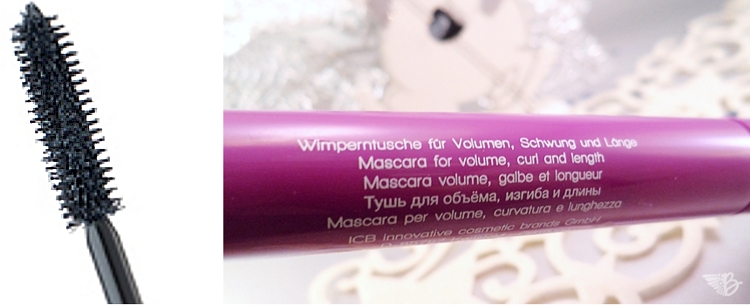 Wimperntusche für Volumen, Schwung und Länge
Mascara for volume, curl and length
Mascara volume, galbe et longueur
Тушь для объёма, изгиба и длины
Mascara per volume, curvatura e lunghezza
ICB innovative cosmetic brands GmbH